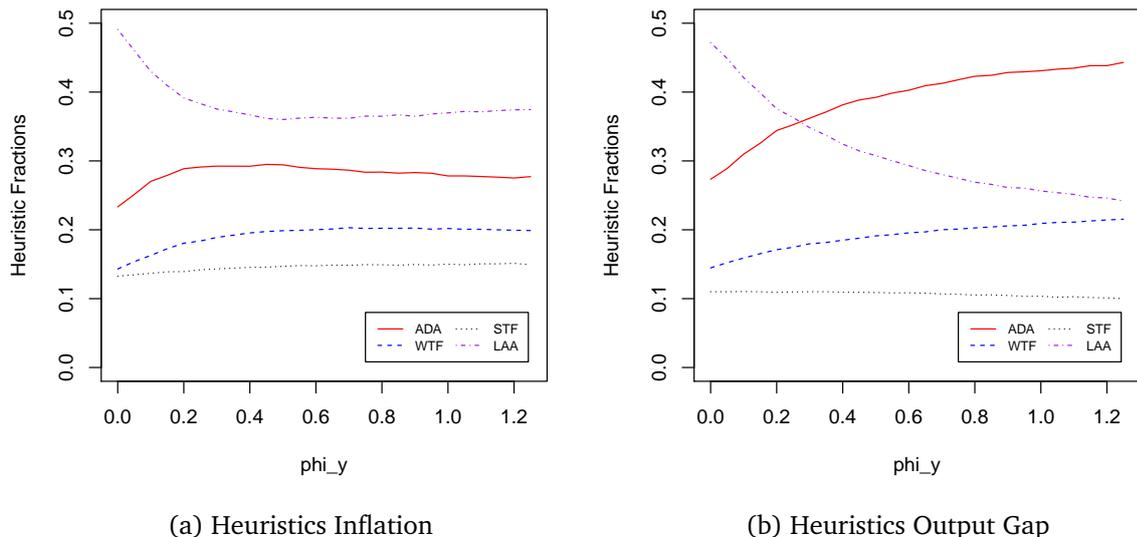 0.0 0.1 0.2 0.3 0.4 0.5
Heuristic Fractions
ADA STF
WTF LAA
0.0 0.2 0.4 0.6 0.8 1.0 1.2
phi_y
(a) Heuristics Inflation
0.0 0.1 0.2 0.3 0.4 0.5
Heuristic Fractions
ADA STF
WTF LAA
0.0 0.2 0.4 0.6 0.8 1.0 1.2
phi_y
(b) Heuristics Output Gap